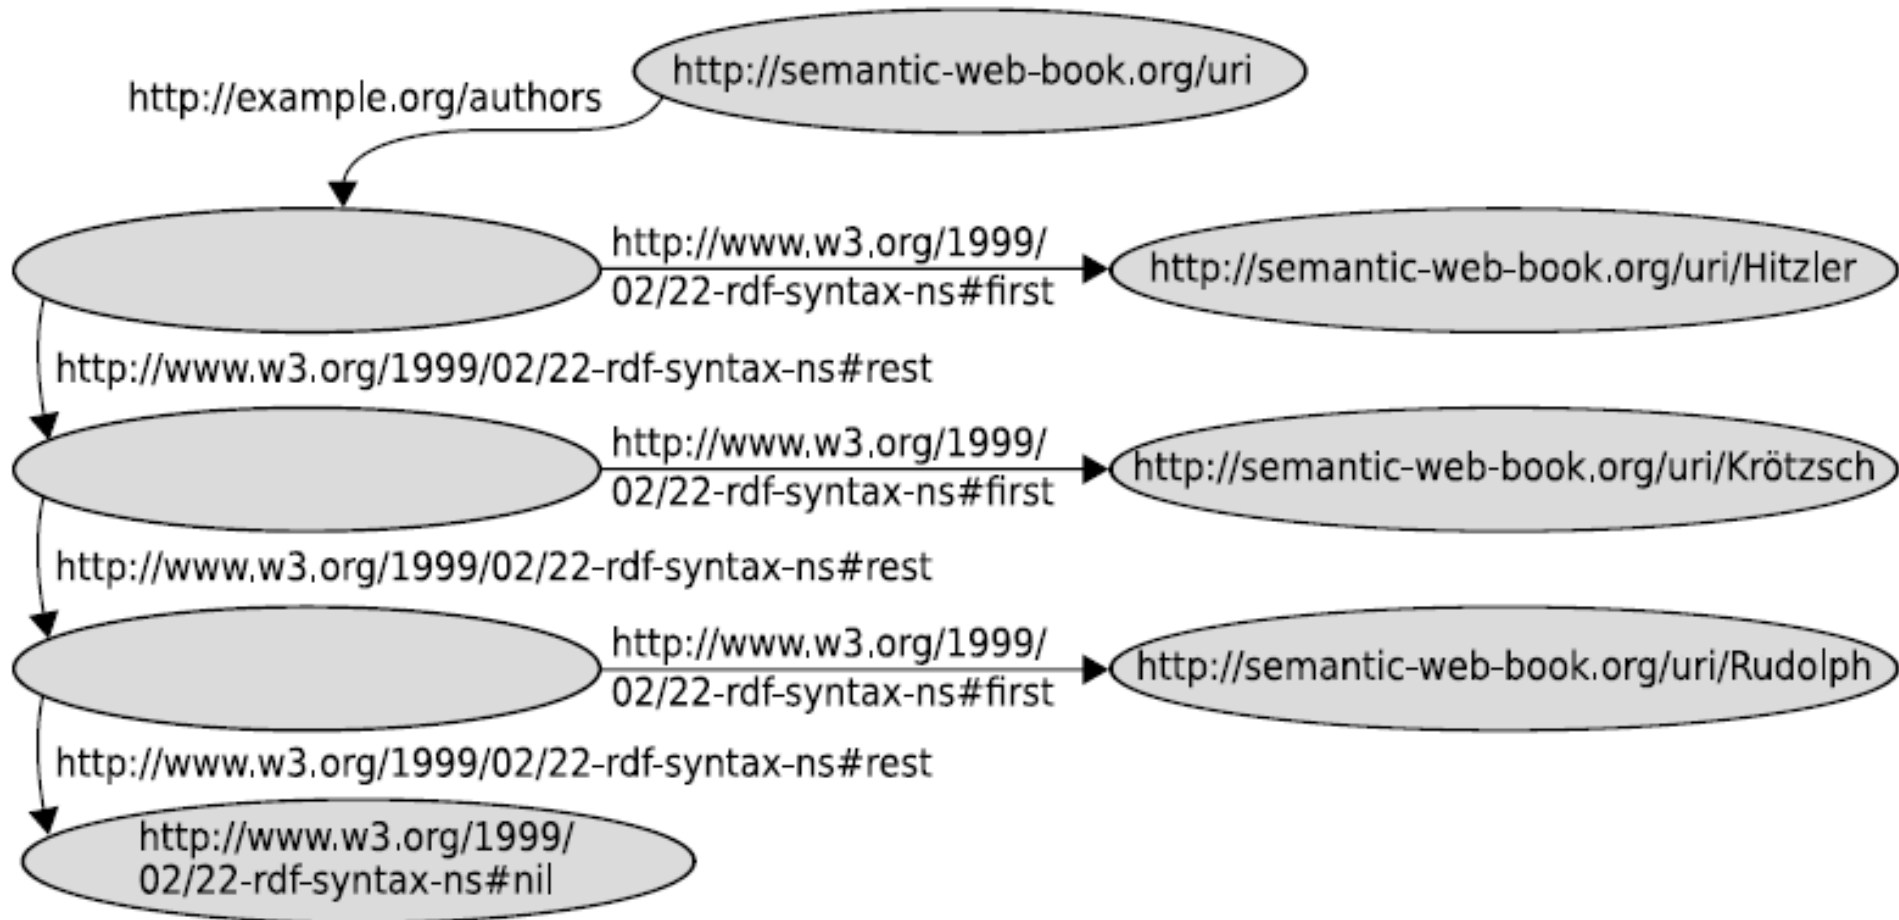 http://semantic-web-book.org/uri
http://example.org/authors
http://www.w3.org/1999/
02/22-rdf-syntax-ns#first
http://semantic-web-book.org/uri/Hitzler
http://www.w3.org/1999/02/22-rdf-syntax-ns#rest
http://www.w3.org/1999/
02/22-rdf-syntax-ns#first
http://semantic-web-book.org/uri/Krötzsch
http://www.w3.org/1999/02/22-rdf-syntax-ns#rest
http://www.w3.org/1999/
02/22-rdf-syntax-ns#first
http://semantic-web-book.org/uri/Rudolph
http://www.w3.org/1999/02/22-rdf-syntax-ns#rest
http://www.w3.org/1999/
02/22-rdf-syntax-ns#nil